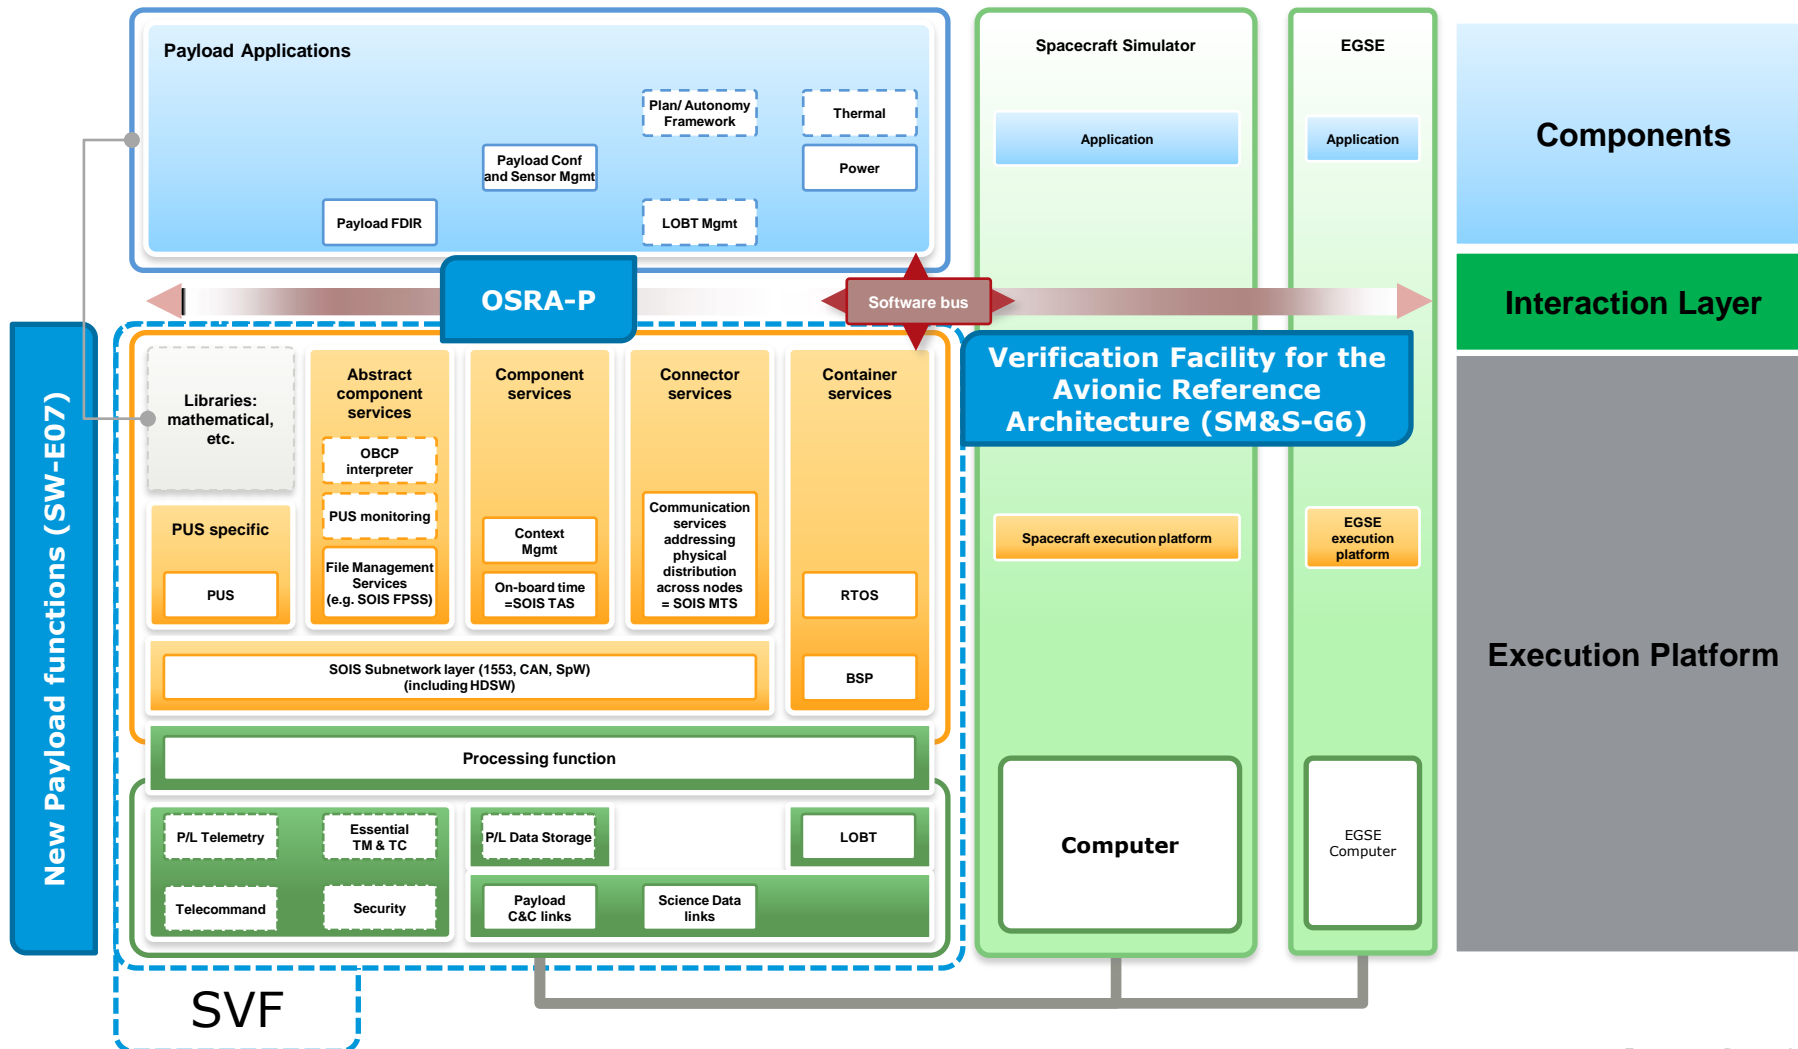 Payload Applications
Plan/ Autonomy
Framework
Thermal
Payload Conf
and Sensor Mgmt
Power
Payload FDIR
LOBT Mgmt
Spacecraft Simulator
Application
EGSE
Application
Components
OSRA-P
Software bus
Interaction Layer
New Payload functions (SW-E07)
Verification Facility for the
Avionic Reference
Architecture (SM&S-G6)
Libraries:
mathematical,
etc.
PUS specific
PUS
Abstract
component
services
OBCP
interpreter
PUS monitoring
File Management
Services
(e.g. SOIS FPSS)
Component
services
Context
Mgmt
On-board time
=SOIS TAS
Connector
services
Communication
services
addressing
physical
distribution
across nodes
= SOIS MTS
Container
services
RTOS
BSP
SOIS Subnetwork layer (1553, CAN, SpW)
(including HDSW)
Spacecraft execution platform
EGSE
execution
platform
Execution Platform
Processing function
P/L Telemetry
Essential
TM & TC
P/L Data Storage
LOBT
Telecommand
Security
Payload
C&C links
Science Data
links
Computer
EGSE
Computer
SVF